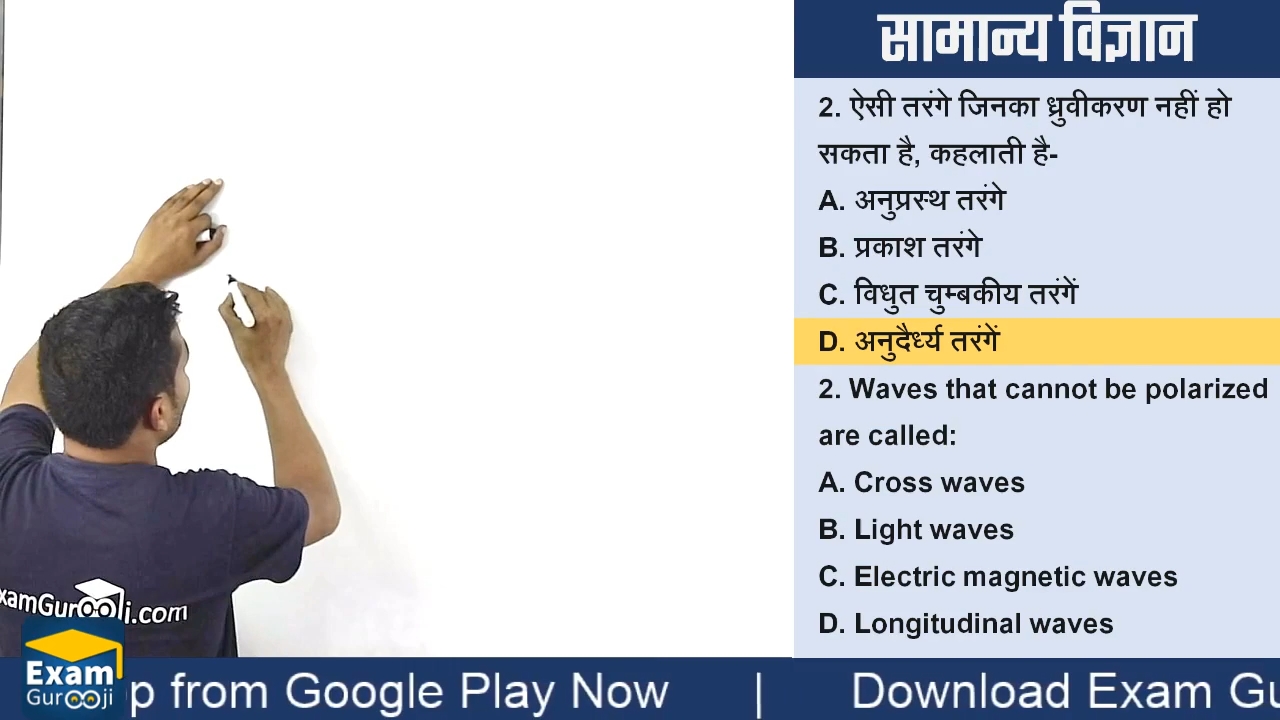 सामान्य विज्ञान
2. ऐसी तरंगे जिनका ध्रुवीकरण नहीं हो
सकता है, कहलाती है-
A. अनुप्रस्थ तरंगे
B. प्रकाश तरंगे
C. विधुत चुम्बकीय तरंगें
D. अनुदैर्ध्य तरंगें
2. Waves that cannot be polarized
are called:
A. Cross waves
B. Light waves
C. Electric magnetic waves
D. Longitudinal waves
xamGurooji.com
Exam
Gurooji
p from Google Play Now | Download Exam Gu